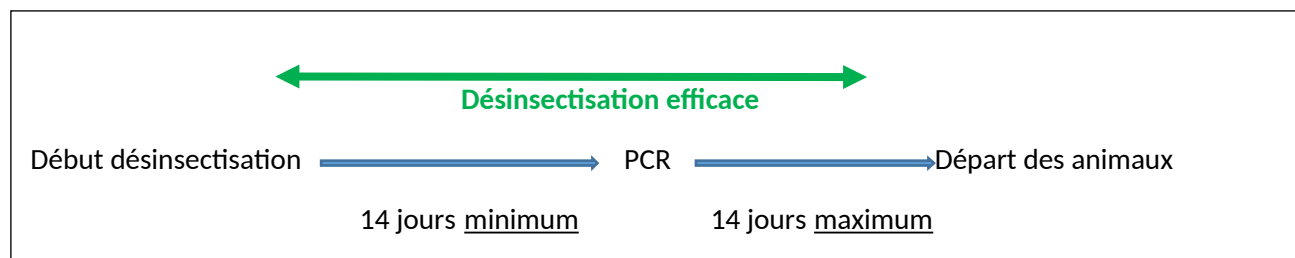 Désinsectisation efficace
Début désinsectisation PCR Départ des animaux
14 jours minimum 14 jours maximum